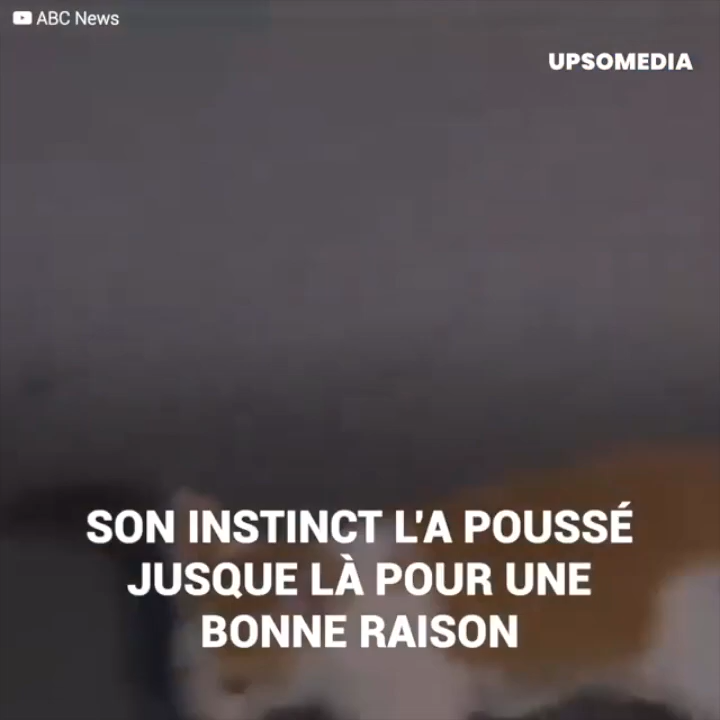 ABC News
UPSOMEDIA
SON INSTINCT L'A POUSSÉ
JUSQUE LÀ POUR UNE
BONNE RAISON